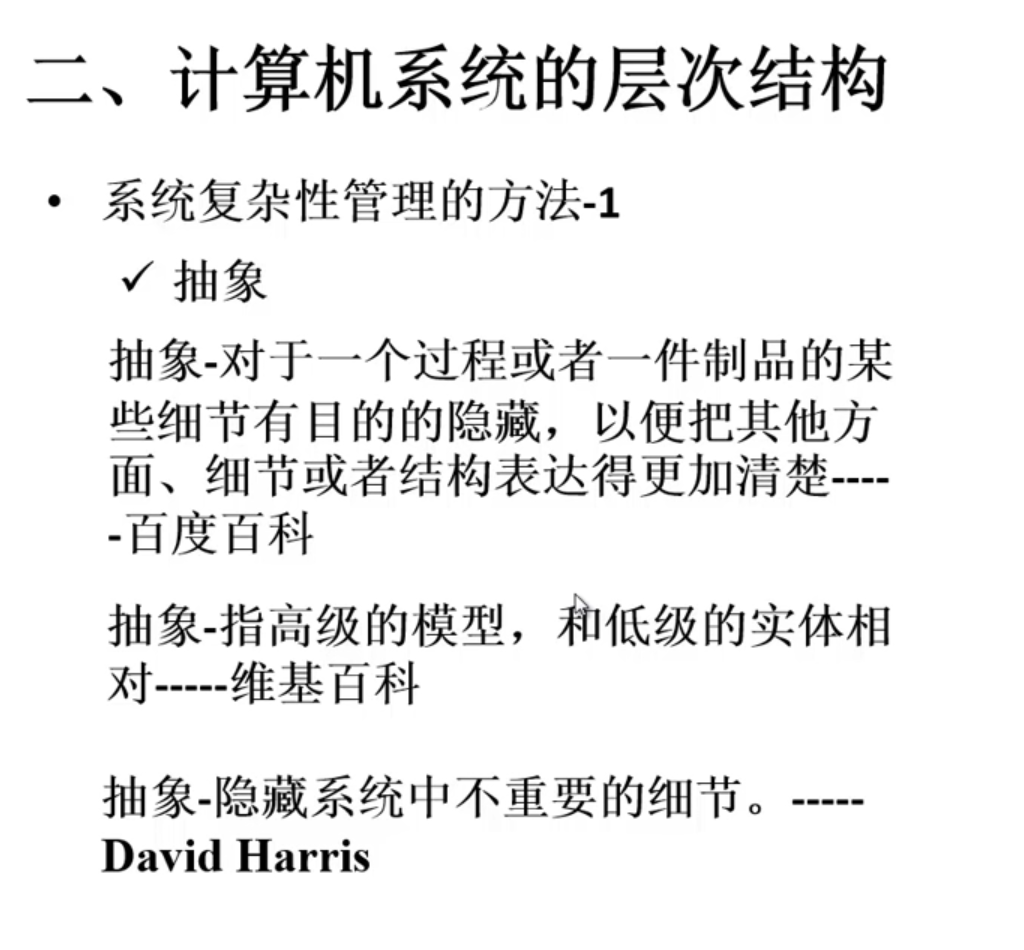 二、计算机系统的层次结构
• 系统复杂性管理的方法-1
✓ 抽象
抽象-对于一个过程或者一件制品的某
些细节有目的的隐藏，以便把其他方
面、细节或者结构表达得更加清楚----
-百度百科
抽象-指高级的模型，和低级的实体相
对-----维基百科
抽象-隐藏系统中不重要的细节。-----
David Harris